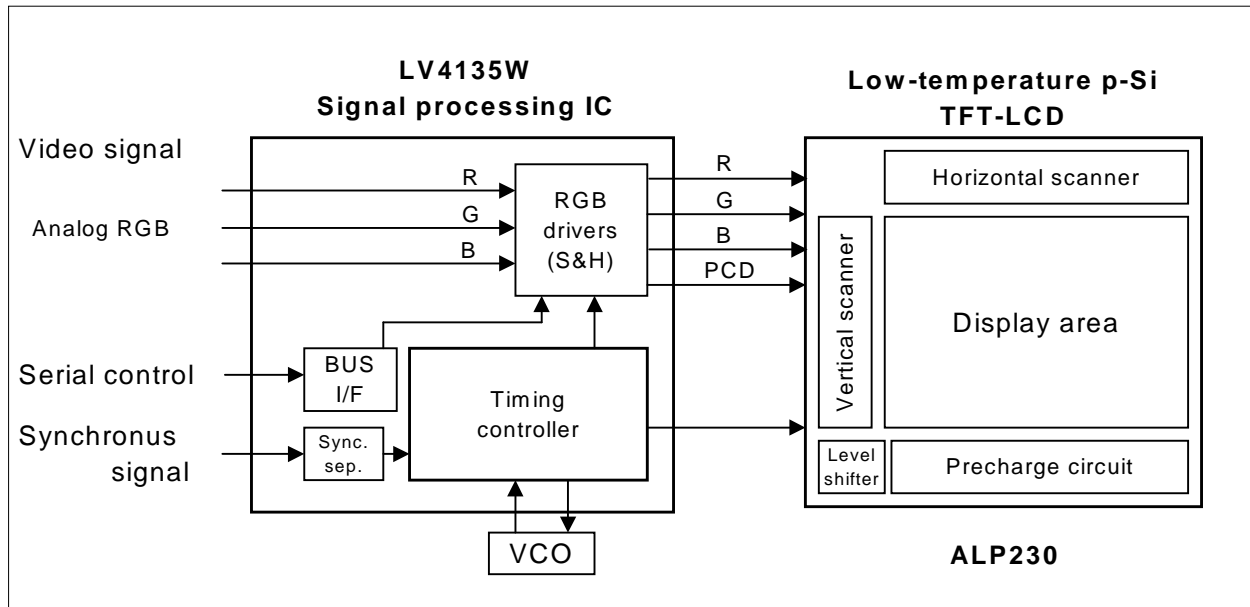 LV4135W
Signal processing IC
Low-temperature p-Si
TFT-LCD
Video signal
Analog RGB
R
G
B
RGB
drivers
(S&H)
R
G
B
PCD
Horizontal scanner
Vertical scanner
Display area
Serial control
BUS
I/F
Timing
controller
Synchronus
signal
Sync.
sep.
Level
shifter
Precharge circuit
VCO
ALP230